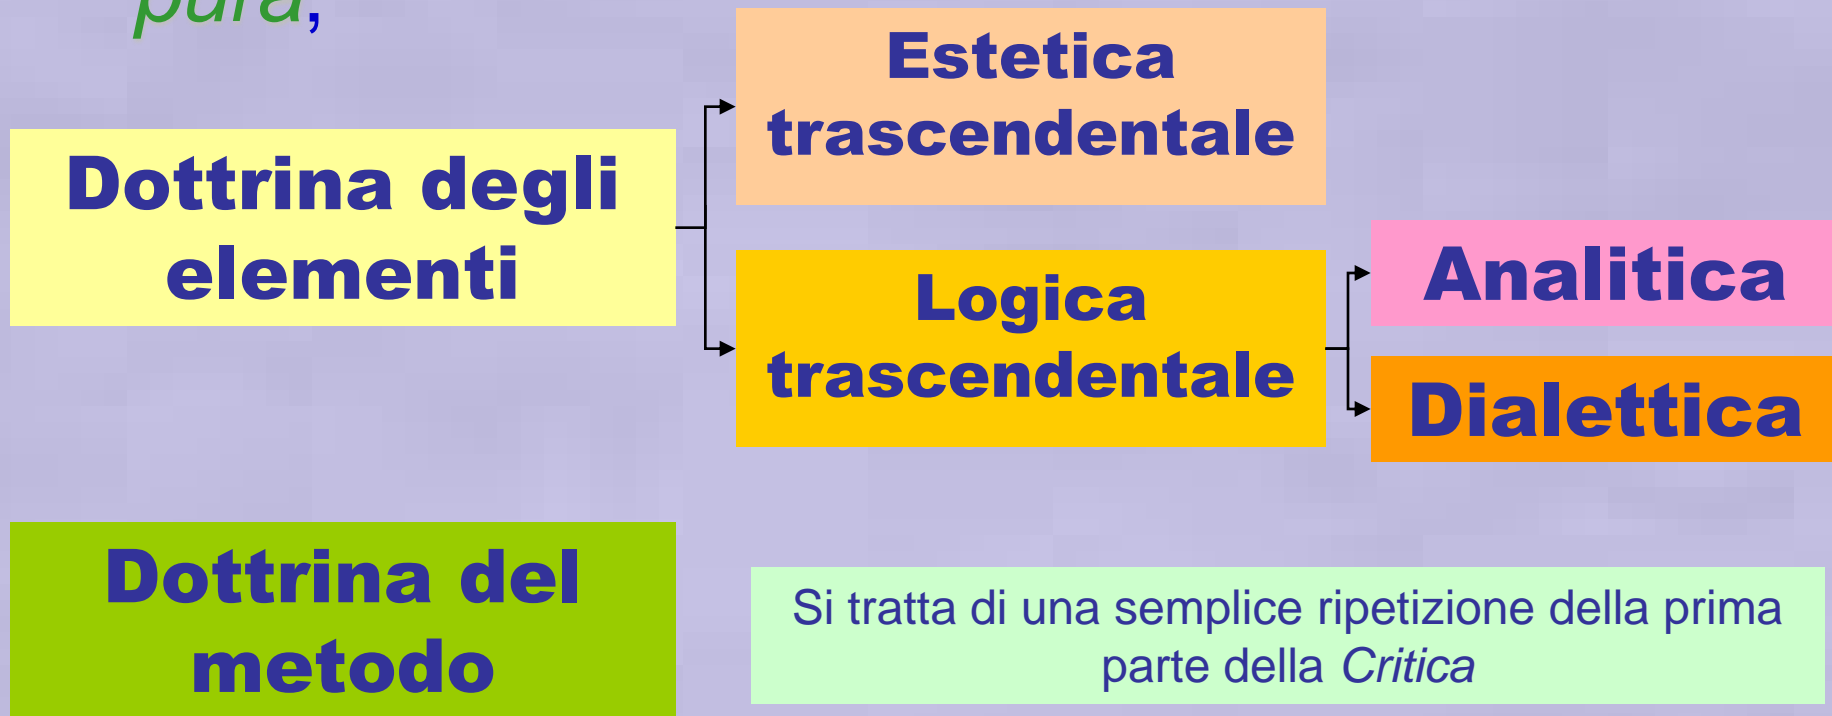 pura,
Estetica
trascendentale
Dottrina degli
elementi
Logica
trascendentale
Analitica
Dialettica
Dottrina del
metodo
Si tratta di una semplice ripetizione della prima
parte della Critica